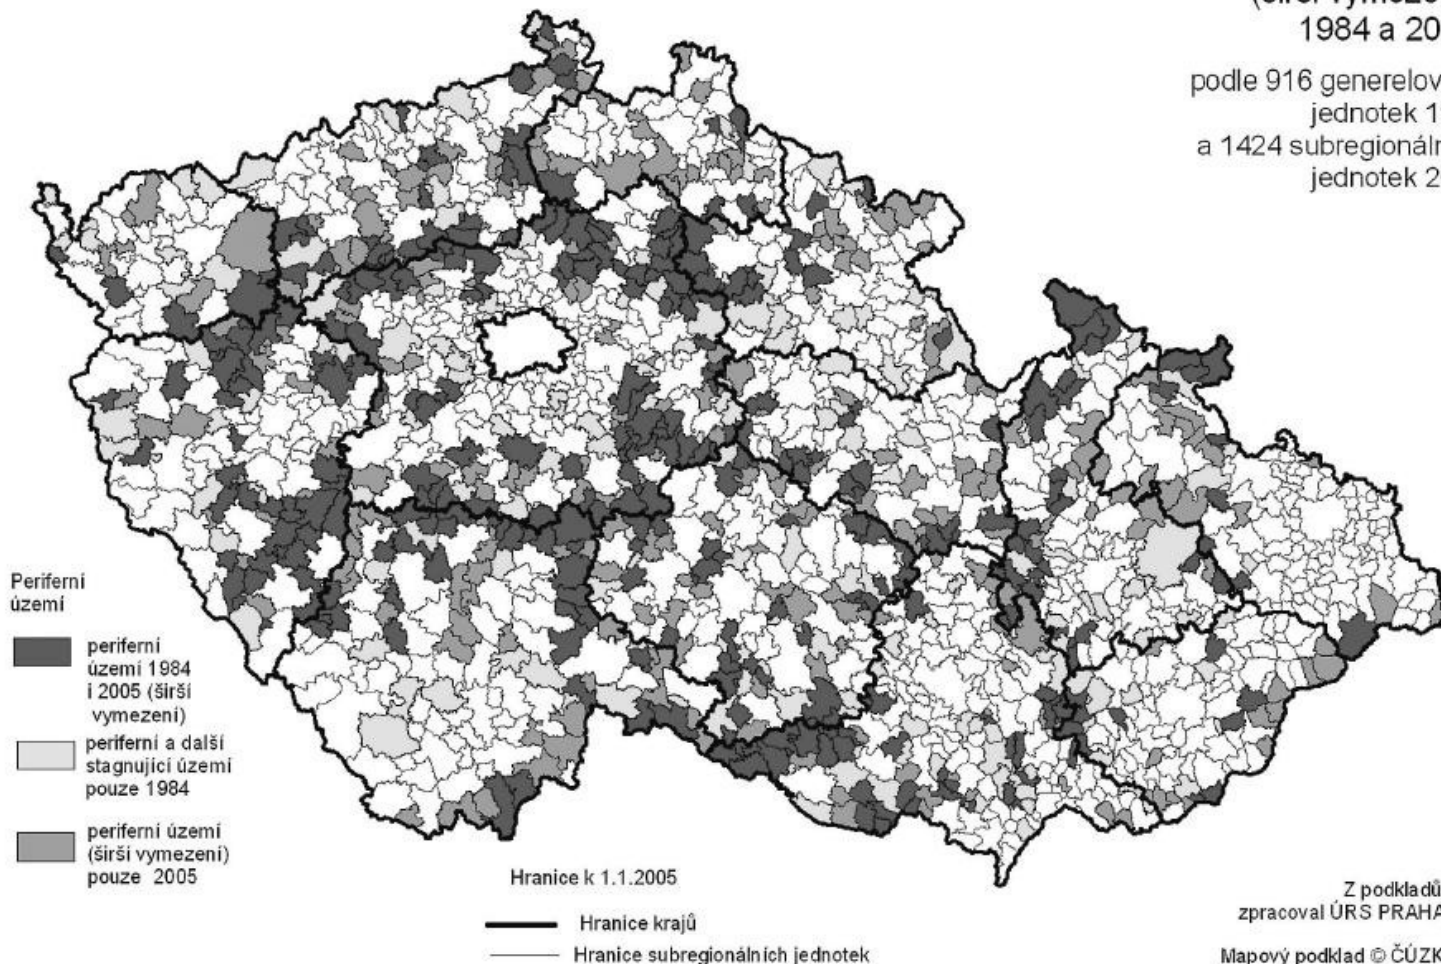 1984 a 20
podle 916 generelov
jednotek 1
a 1424 subregionáln
jednotek 2
Periferní
území
periferní
území 1984
i 2005 (širší
vymezení)
periferní a další
stagnující území
pouze 1984
periferní území
(širší vymezení)
pouze 2005
Hranice k 1.1.2005
Hranice krajů
Hranice subregionálních jednotek
Z podkladů
zpracoval ÚRS PRAHA
Mapový podklad © ČÚZK